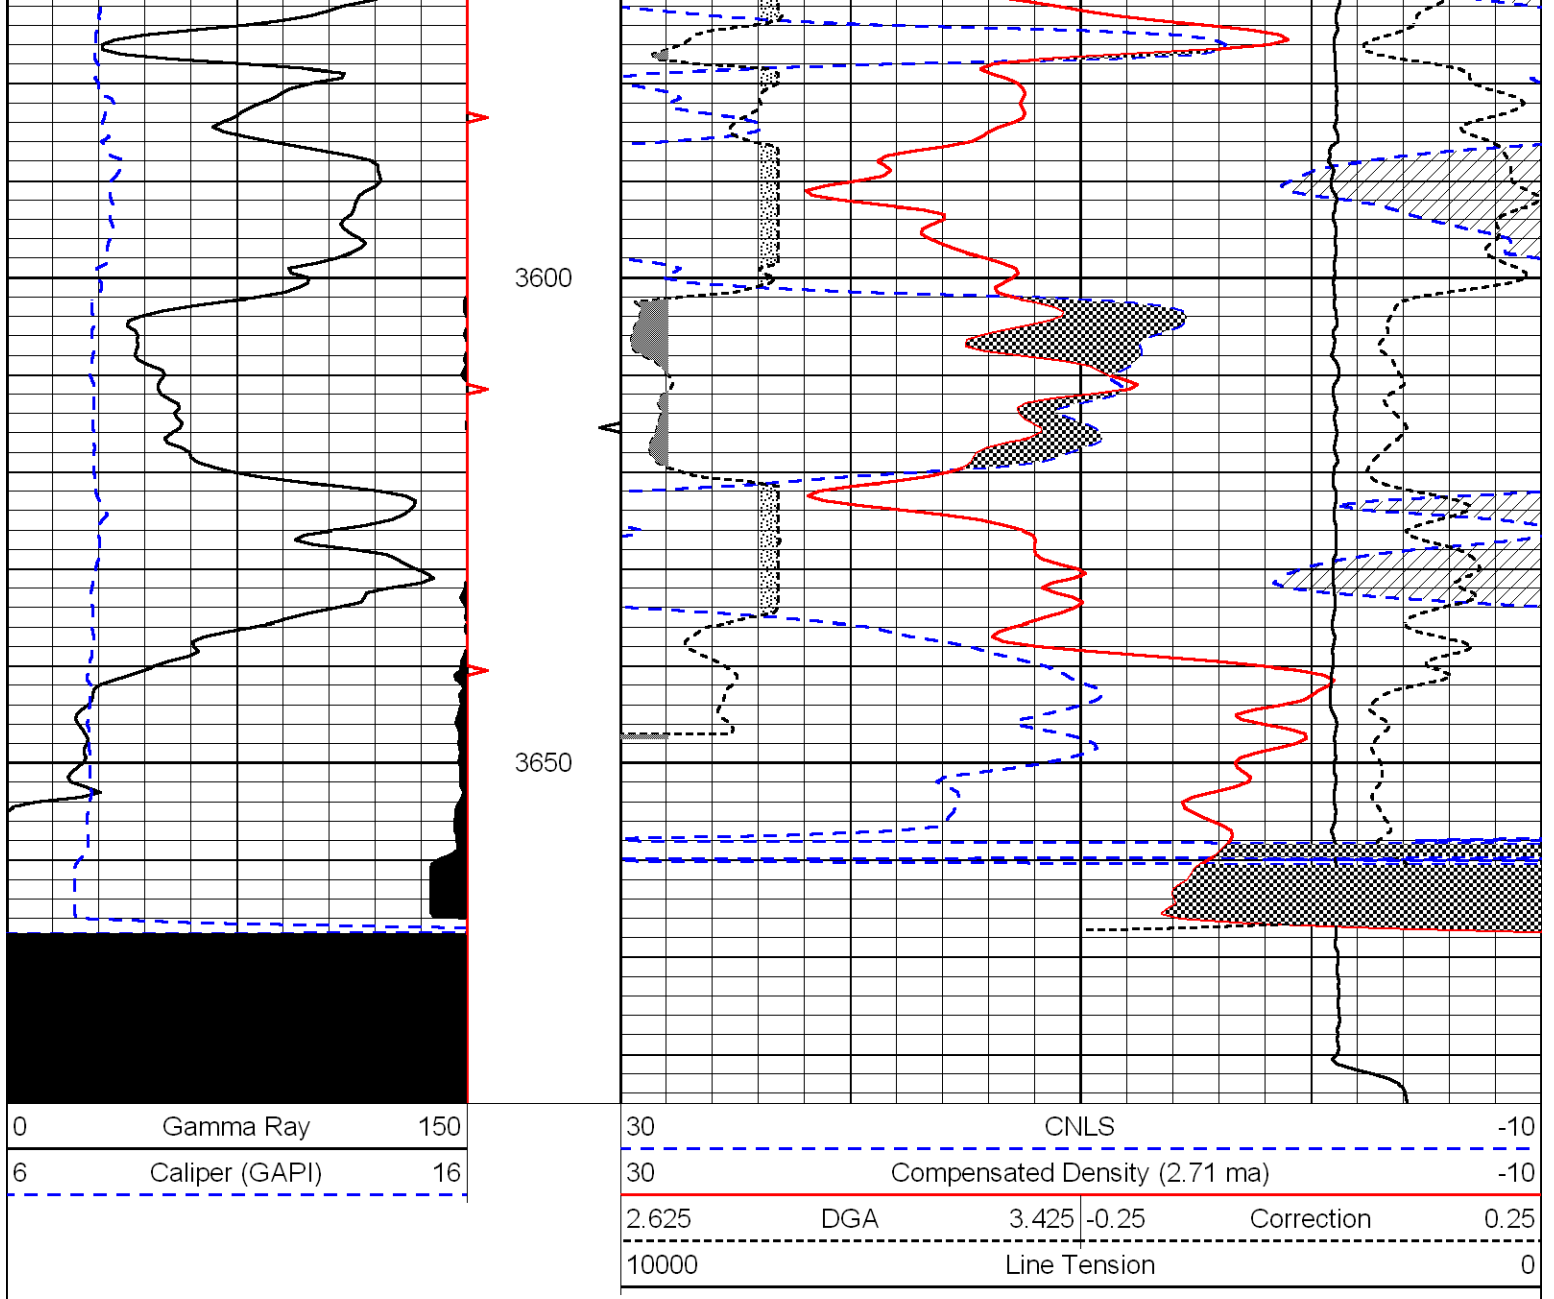 3600
3650
0 Gamma Ray 150
6 Caliper (GAPI) 16
30 CNLS -10
30 Compensated Density (2.71 ma) -10
2.625 DGA 3.425 -0.25 Correction 0.25
10000 Line Tension 0